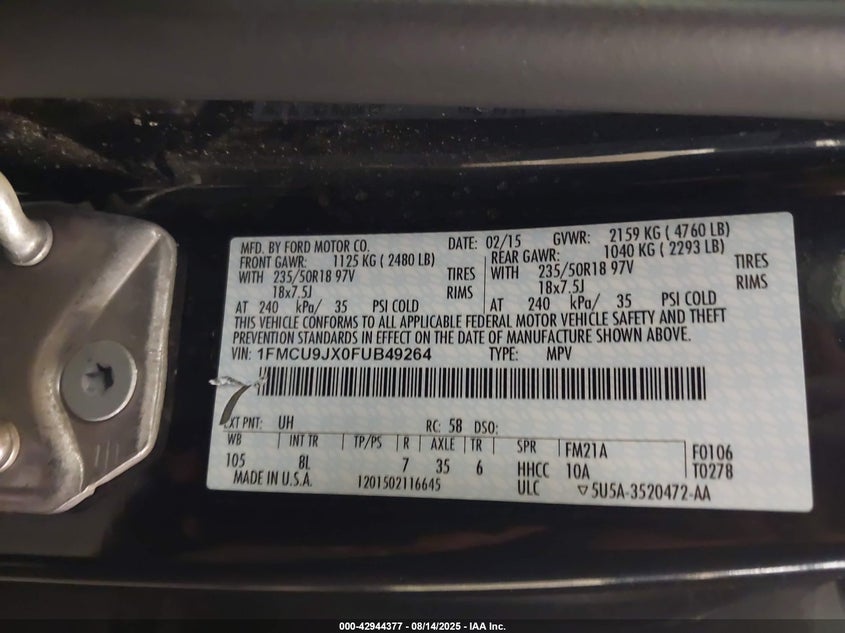 MFD. BY FORD MOTOR CO. DATE: 02/15 GVWR: 2159 KG ( 4760 LB)
FRONT GAWR: 1125 KG ( 2480 LB) REAR GAWR: 1040 KG ( 2293 LB)
WITH 235/50R18 97V TIRES WITH 235/50R18 97V TIRES
18x7.5J RIMS 18x7.5J RIMS
AT 240 kPa/ 35 PSI COLD AT 240 kPa/ 35 PSI COLD
THIS VEHICLE CONFORMS TO ALL APPLICABLE FEDERAL MOTOR VEHICLE SAFETY AND THEFT
PREVENTION STANDARDS IN EFFECT ON THE DATE OF MANUFACTURE SHOWN ABOVE.
VIN: 1FMCU9JX0FUB49264 TYPE: MPV
EXT PNT: UH RC: 58 DSO:
WB INT TR TP/PS R AXLE TR SPR FM21A F0106
105 8L 7 35 6 HHCC 10A T0278
MADE IN U.S.A. 1201502116645 ULC ▽5U5A-3520472-AA
000-42944377 - 08/14/2025 - IAA Inc.